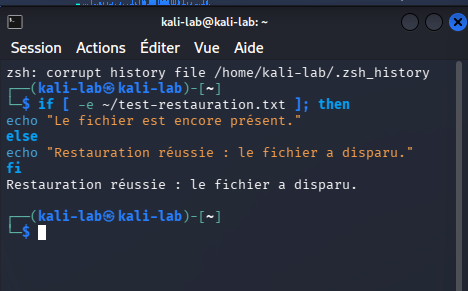 kali-lab@kali-lab: ~
Session Actions Éditer Vue Aide
zsh: corrupt history file /home/kali-lab/.zsh_history
┌──(kali-lab㉿kali-lab)-[~]
└─$ if [ -e ~/test-restauration.txt ]; then
echo "Le fichier est encore présent."
else
echo "Restauration réussie : le fichier a disparu."
fi
Restauration réussie : le fichier a disparu.
┌──(kali-lab㉿kali-lab)-[~]
└─$